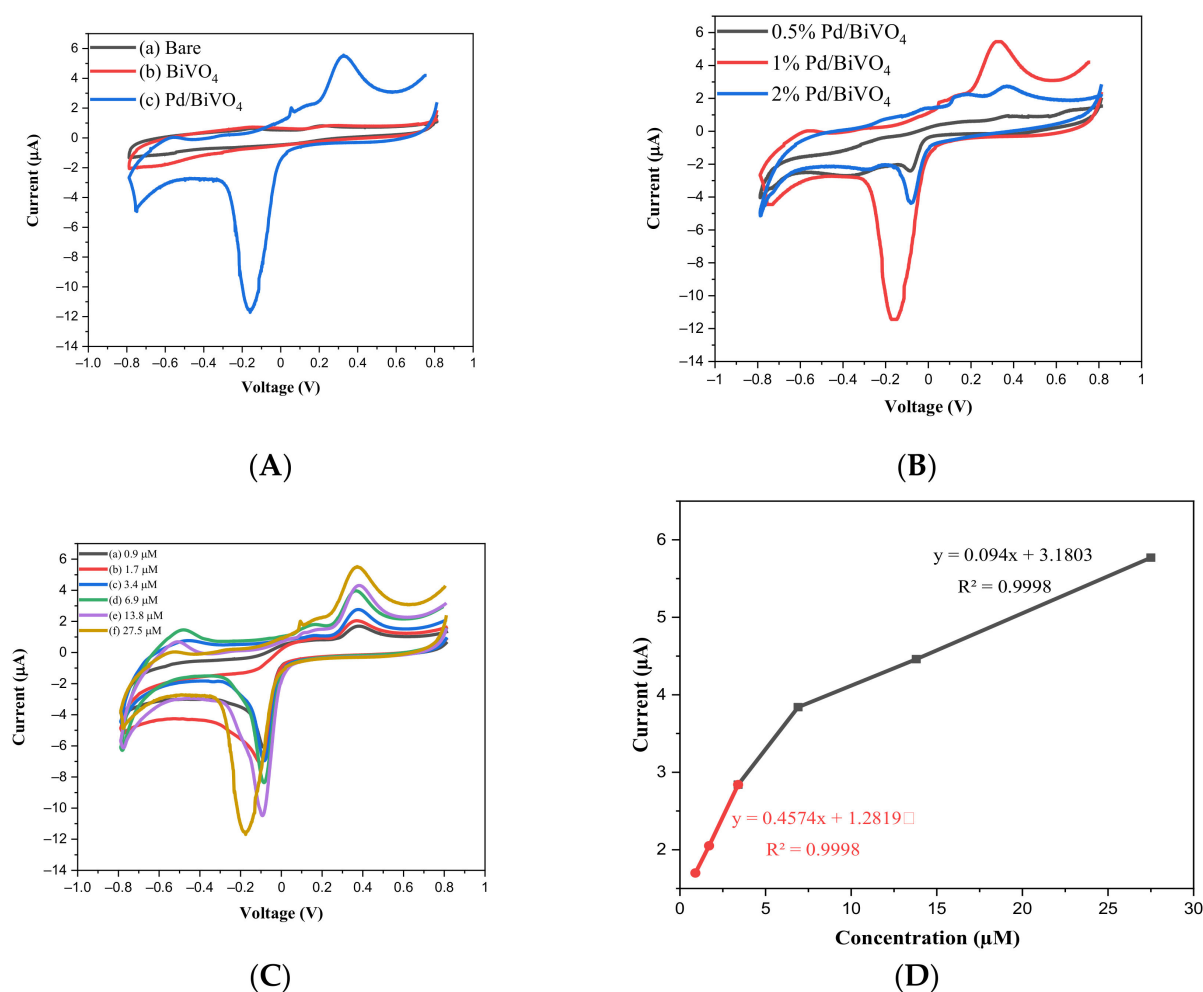 6
4
2
0
−2
−4
−6
−8
−10
−12
−14
Current (µA)
(a) Bare
(b) BiVO4
(c) Pd/BiVO4
−1.0 −0.8 −0.6 −0.4 −0.2 0 0.2 0.4 0.6 0.8 1
Voltage (V)
(A)
8
6
4
2
0
−2
−4
−6
−8
−10
−12
−14
Current (µA)
0.5% Pd/BiVO4
1% Pd/BiVO4
2% Pd/BiVO4
−1 −0.8 −0.6 −0.4 −0.2 0 0.2 0.4 0.6 0.8 1
Voltage (V)
(B)
6
4
2
0
−2
−4
−6
−8
−10
−12
−14
Current (µA)
(a) 0.9 µM
(b) 1.7 µM
(c) 3.4 µM
(d) 6.9 µM
(e) 13.8 µM
(f) 27.5 µM
−1.0 −0.8 −0.6 −0.4 −0.2 0 0.2 0.4 0.6 0.8 1
Voltage (V)
(C)
6
5
4
3
2
Current (µA)
y = 0.094x + 3.1803
R² = 0.9998
y = 0.4574x + 1.2819□
R² = 0.9998
0 5 10 15 20 25 30
Concentration (µM)
(D)